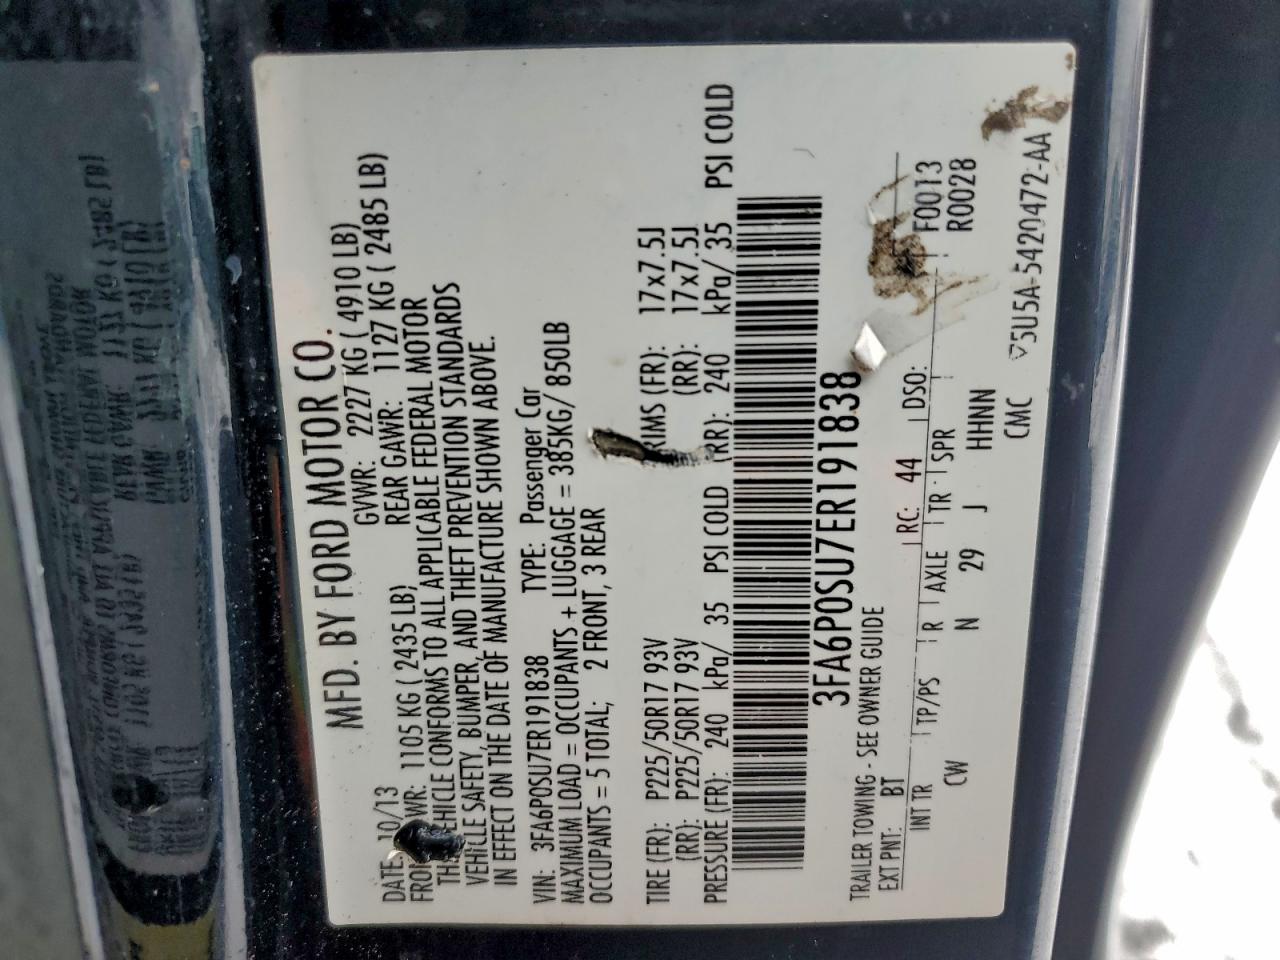 MFD. BY FORD MOTOR CO.
DATE: 10/13 GVWR: 2227 KG ( 4910 LB)
FRONT GAWR: 1105 KG ( 2435 LB) REAR GAWR: 1127 KG ( 2485 LB)
THIS VEHICLE CONFORMS TO ALL APPLICABLE FEDERAL MOTOR
VEHICLE SAFETY, BUMPER, AND THEFT PREVENTION STANDARDS
IN EFFECT ON THE DATE OF MANUFACTURE SHOWN ABOVE.
VIN: 3FA6P0SU7ER191838 TYPE: Passenger Car
MAXIMUM LOAD = OCCUPANTS + LUGGAGE = 385KG/ 850LB
OCCUPANTS = 5 TOTAL; 2 FRONT, 3 REAR
TIRE (FR): P225/50R17 93V RIMS (FR): 17x7.5J
(RR): P225/50R17 93V (RR): 17x7.5J
PRESSURE (FR): 240 kPa/ 35 PSI COLD (RR): 240 kPa/ 35 PSI COLD
3FA6P0SU7ER191838
TRAILER TOWING - SEE OWNER GUIDE
EXT PNT: BT RC: 44 DSO: F0013
INT TR TP/PS R AXLE TR SPR R0028
CW N 29 J HHNN
CMC ▽5U5A-5420472-AA